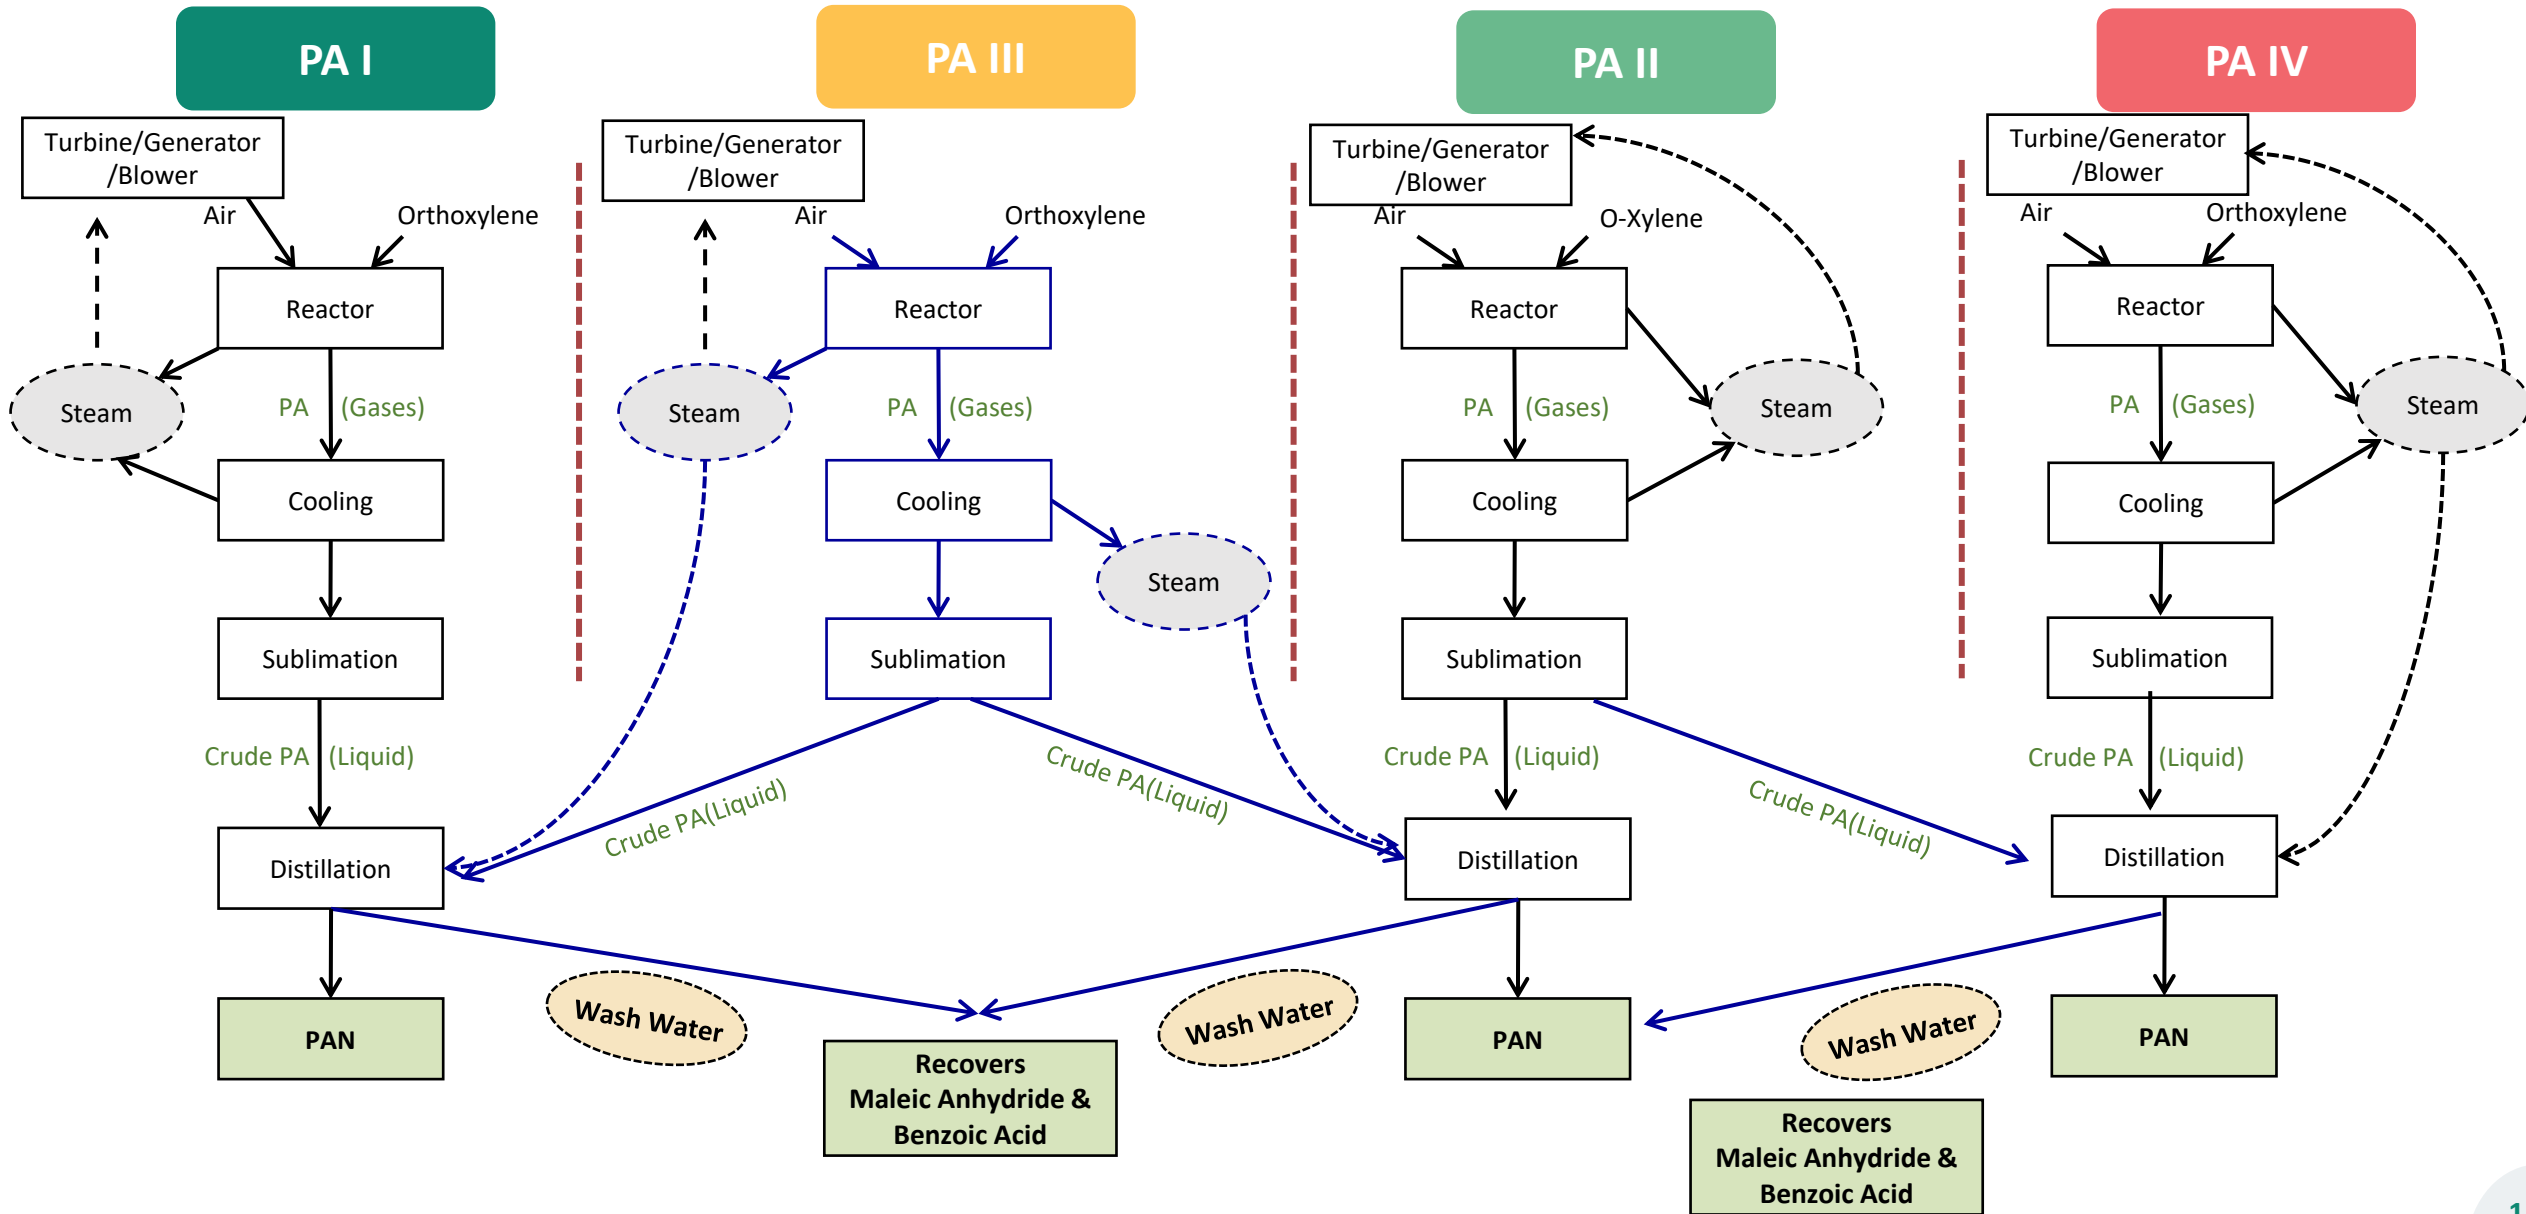 PA I
PA III
PA II
PA IV
Turbine/Generator
/Blower
Turbine/Generator
/Blower
Turbine/Generator
/Blower
Turbine/Generator
/Blower
Air
Orthoxylene
Air
Orthoxylene
Air
O-Xylene
Air
Orthoxylene
Reactor
Reactor
Reactor
Reactor
Steam
PA (Gases)
Steam
PA (Gases)
PA (Gases)
Steam
PA (Gases)
Steam
Cooling
Cooling
Cooling
Cooling
Steam
Sublimation
Sublimation
Sublimation
Sublimation
Crude PA (Liquid)
Crude PA(Liquid)
Crude PA(Liquid)
Crude PA (Liquid)
Crude PA(Liquid)
Crude PA (Liquid)
Distillation
Distillation
Distillation
Wash Water
Wash Water
Wash Water
PAN
PAN
PAN
Recovers
Maleic Anhydride &
Benzoic Acid
Recovers
Maleic Anhydride &
Benzoic Acid
1